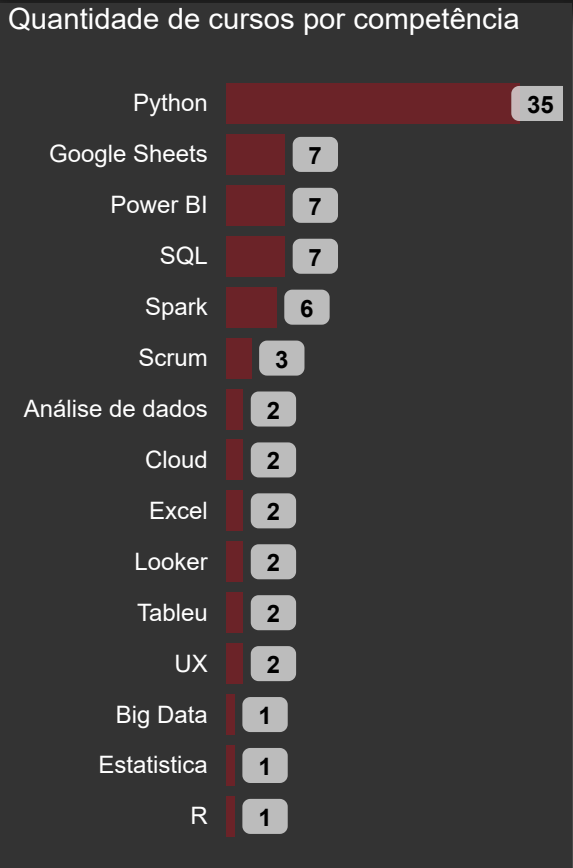 Quantidade de cursos por competência
Python 35
Google Sheets 7
Power BI 7
SQL 7
Spark 6
Scrum 3
Análise de dados 2
Cloud 2
Excel 2
Looker 2
Tableu 2
UX 2
Big Data 1
Estatistica 1
R 1